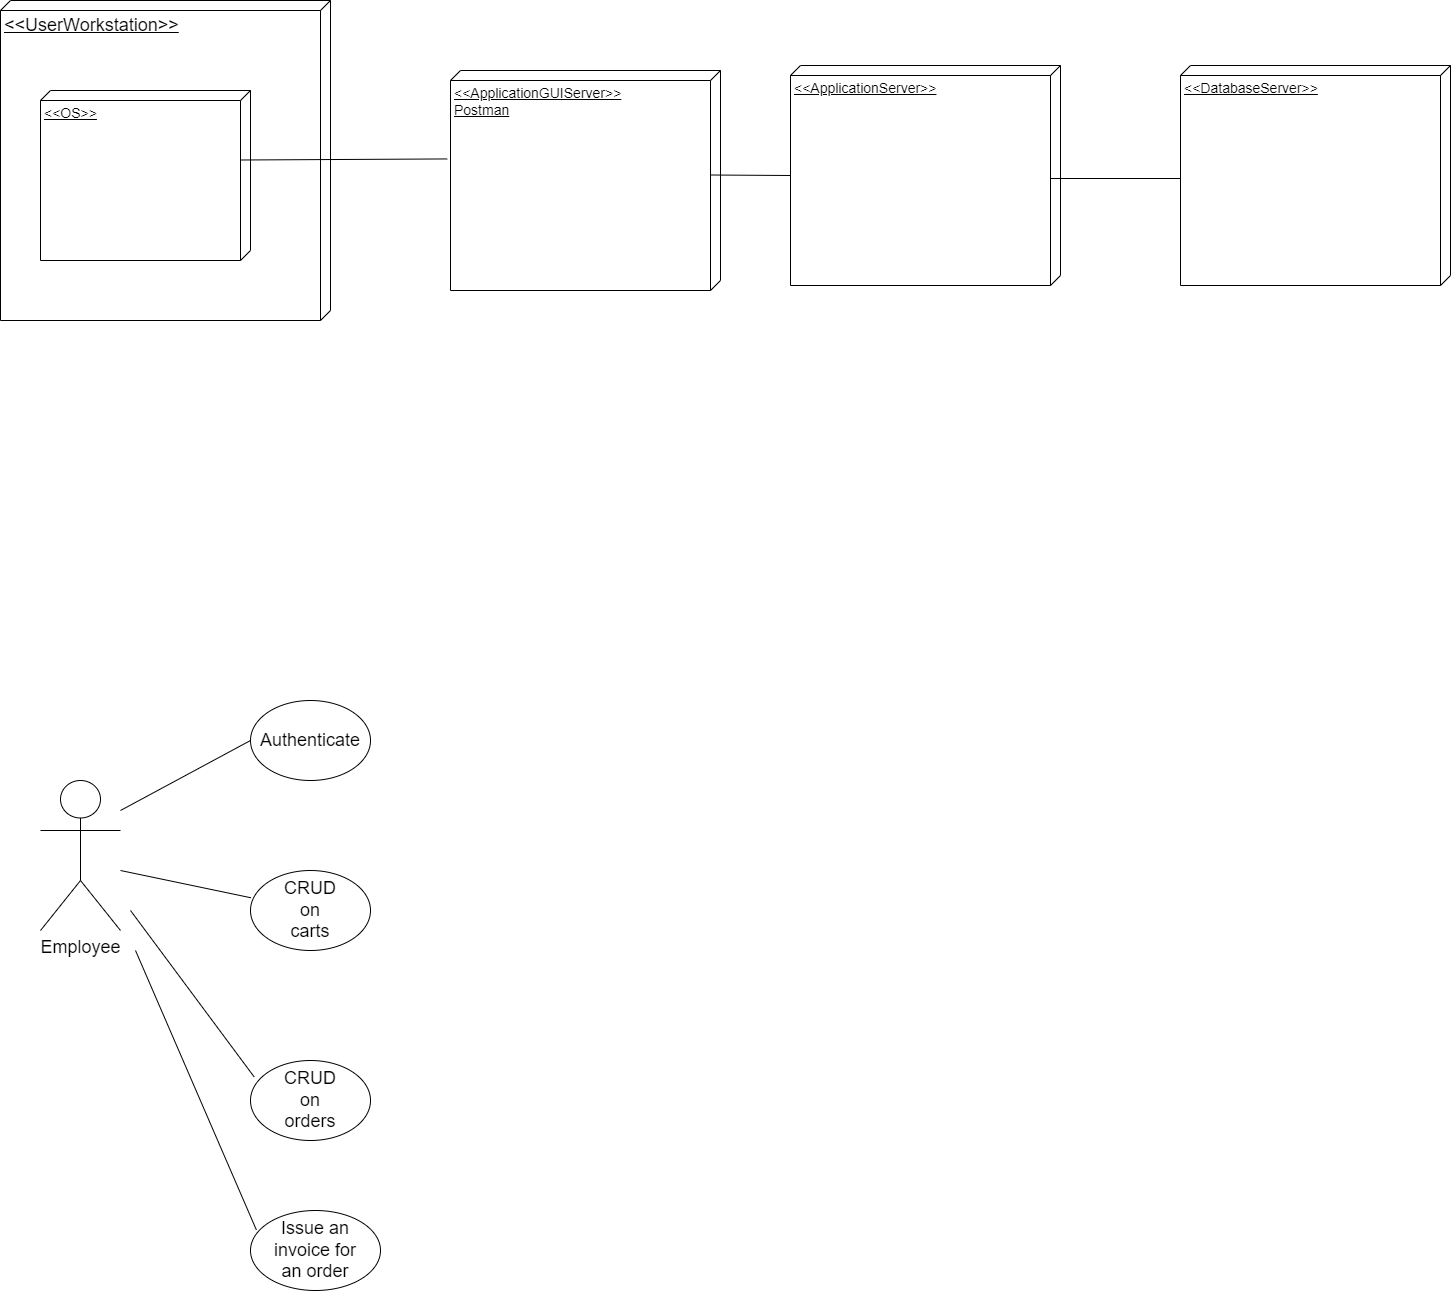 <<UserWorkstation>>
<<OS>>
<<ApplicationGUIServer>>
Postman
<<ApplicationServer>>
<<DatabaseServer>>
Authenticate
CRUD
on
carts
Employee
CRUD
on
orders
Issue an
invoice for
an order